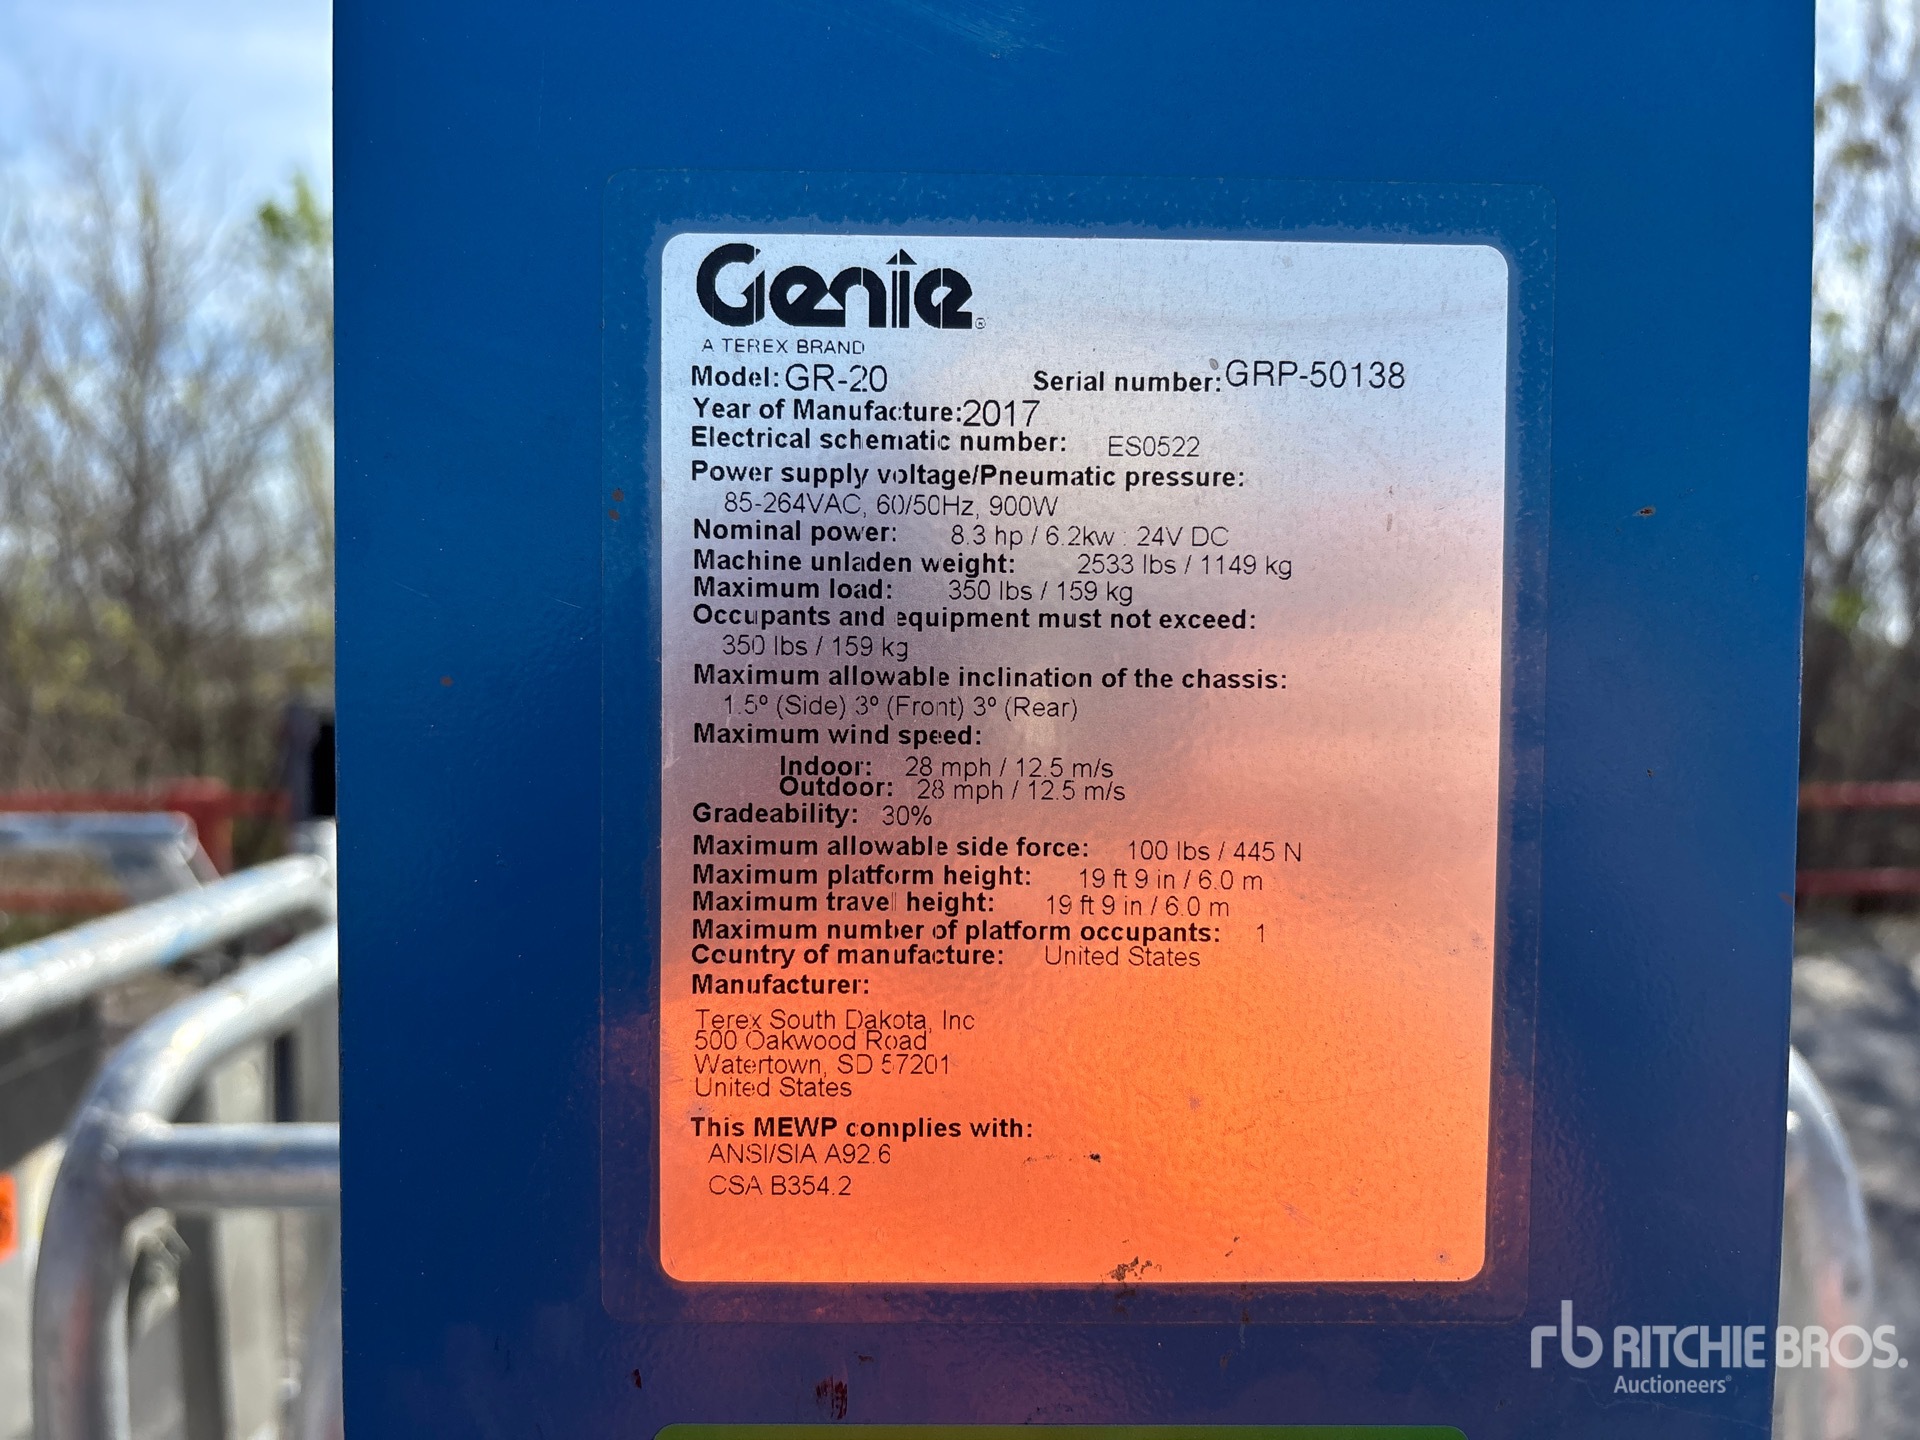 Genie®
A TEREX BRAND
Model: GR-20 Serial number: GRP-50138
Year of Manufacture: 2017
Electrical schematic number: ES0522
Power supply voltage/Pneumatic pressure:
85-264VAC, 60/50Hz, 900W
Nominal power: 8.3 hp / 6.2kw : 24V DC
Machine unladen weight: 2533 lbs / 1149 kg
Maximum load: 350 lbs / 159 kg
Occupants and equipment must not exceed:
350 lbs / 159 kg
Maximum allowable inclination of the chassis:
1.5º (Side) 3º (Front) 3º (Rear)
Maximum wind speed:
Indoor: 28 mph / 12.5 m/s
Outdoor: 28 mph / 12.5 m/s
Gradeability: 30%
Maximum allowable side force: 100 lbs / 445 N
Maximum platform height: 19 ft 9 in / 6.0 m
Maximum travel height: 19 ft 9 in / 6.0 m
Maximum number of platform occupants: 1
Country of manufacture: United States
Manufacturer:
Terex South Dakota, Inc
500 Oakwood Road
Watertown, SD 57201
United States
This MEWP complies with:
ANSI/SIA A92.6
CSA B354.2
rb RITCHIE BROS.
Auctioneers®